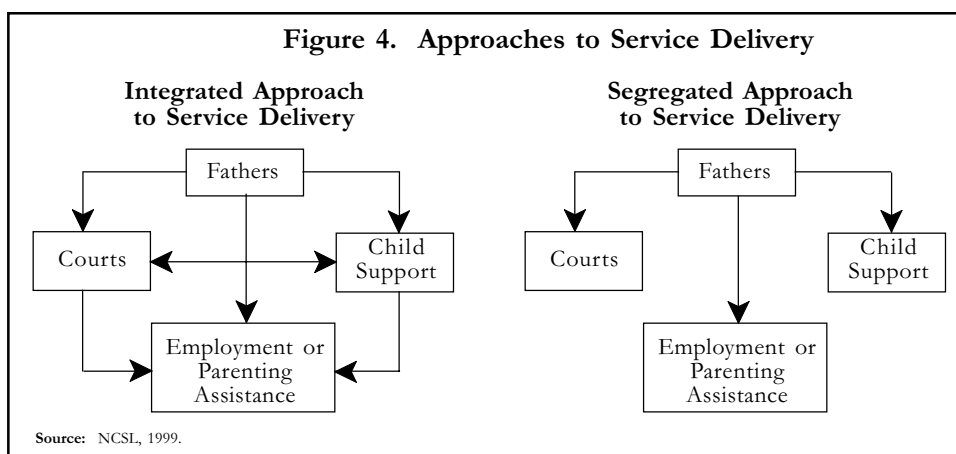 Figure 4. Approaches to Service Delivery
Integrated Approach
to Service Delivery
Fathers
Courts
Child
Support
Employment or
Parenting
Assistance
Segregated Approach
to Service Delivery
Fathers
Courts
Child
Support
Employment or
Parenting
Assistance
Source: NCSL, 1999.